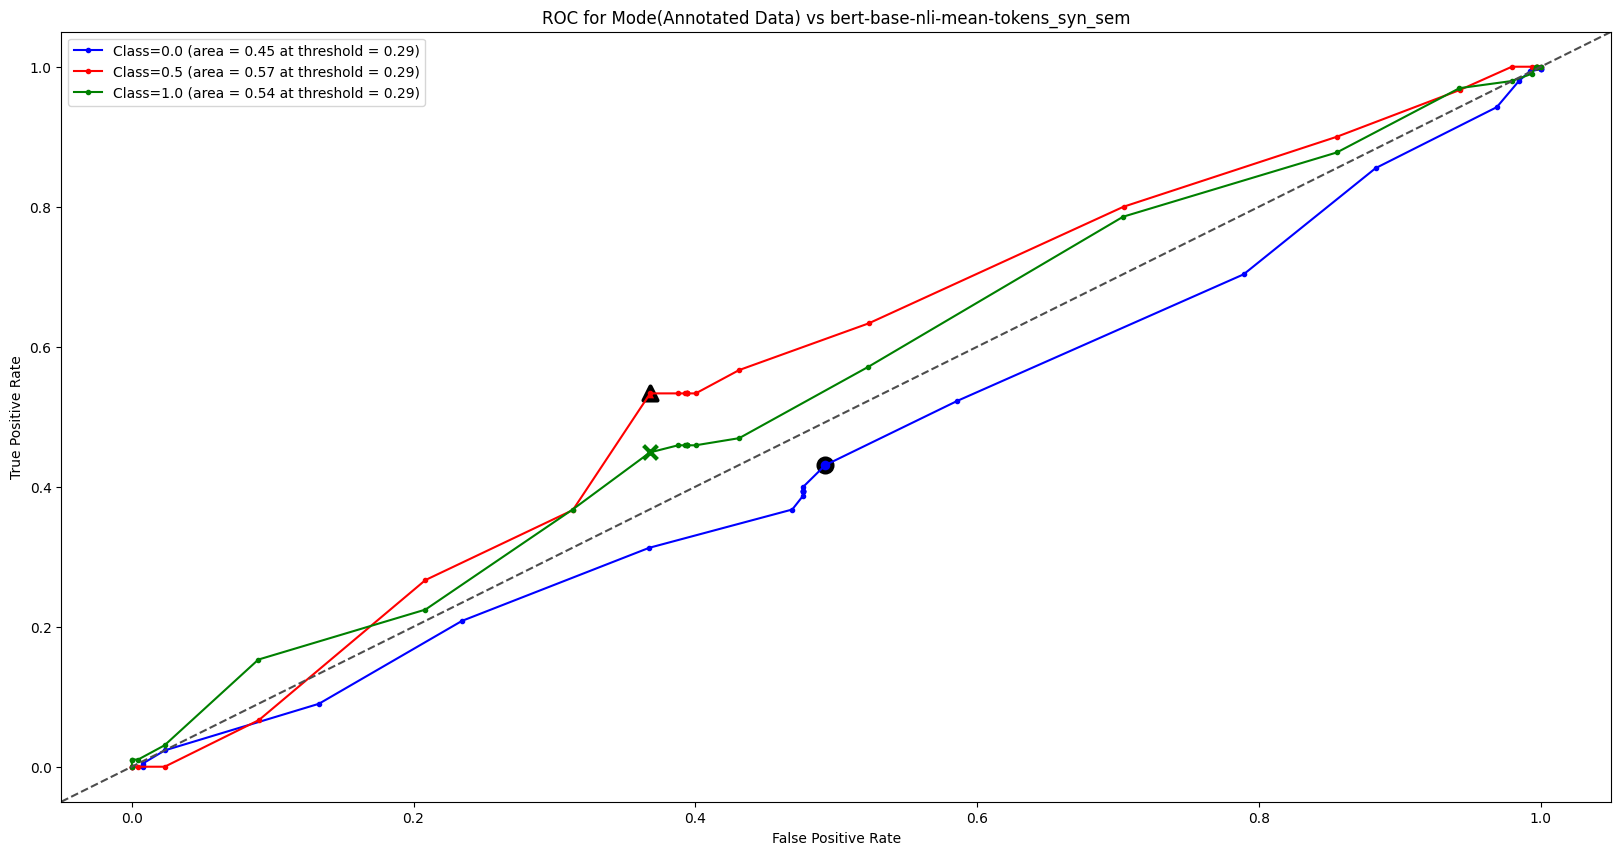 ROC for Mode(Annotated Data) vs bert-base-nli-mean-tokens_syn_sem
Class=0.0 (area = 0.45 at threshold = 0.29)
Class=0.5 (area = 0.57 at threshold = 0.29)
Class=1.0 (area = 0.54 at threshold = 0.29)
True Positive Rate
1.0
0.8
0.6
0.4
0.2
0.0
0.0 0.2 0.4 0.6 0.8 1.0
False Positive Rate